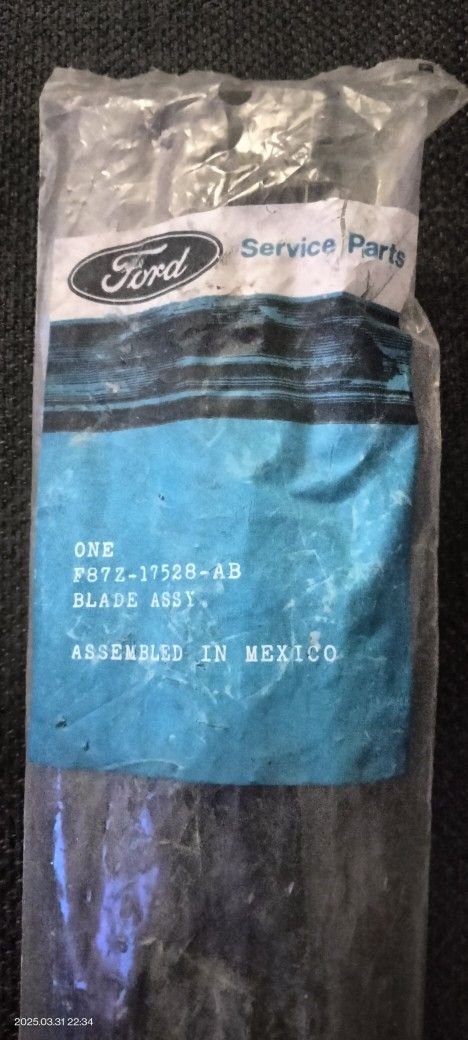 Ford Service Parts
ONE
F87Z-17528-AB
BLADE ASSY.
ASSEMBLED IN MEXICO
2025.03.31 22:34